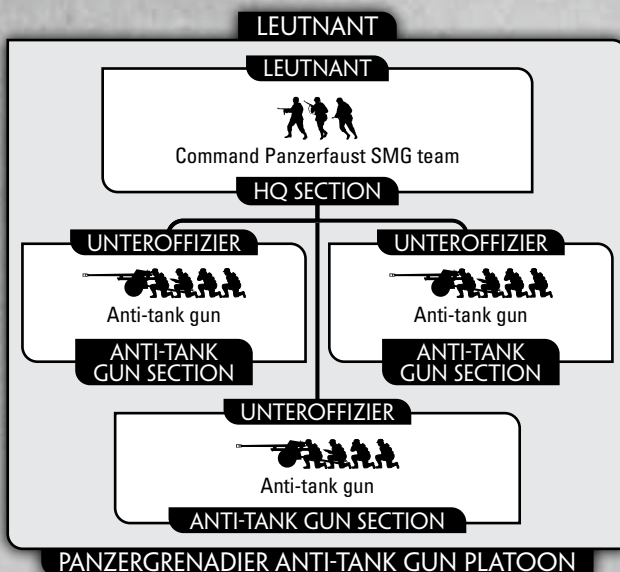 LEUTNANT
LEUTNANT
Command Panzerfaust SMG team
HQ SECTION
UNTEROFFIZIER
Anti-tank gun
ANTI-TANK
GUN SECTION
UNTEROFFIZIER
Anti-tank gun
ANTI-TANK
GUN SECTION
UNTEROFFIZIER
Anti-tank gun
ANTI-TANK GUN SECTION
PANZERGRENADIER ANTI-TANK GUN PLATOON